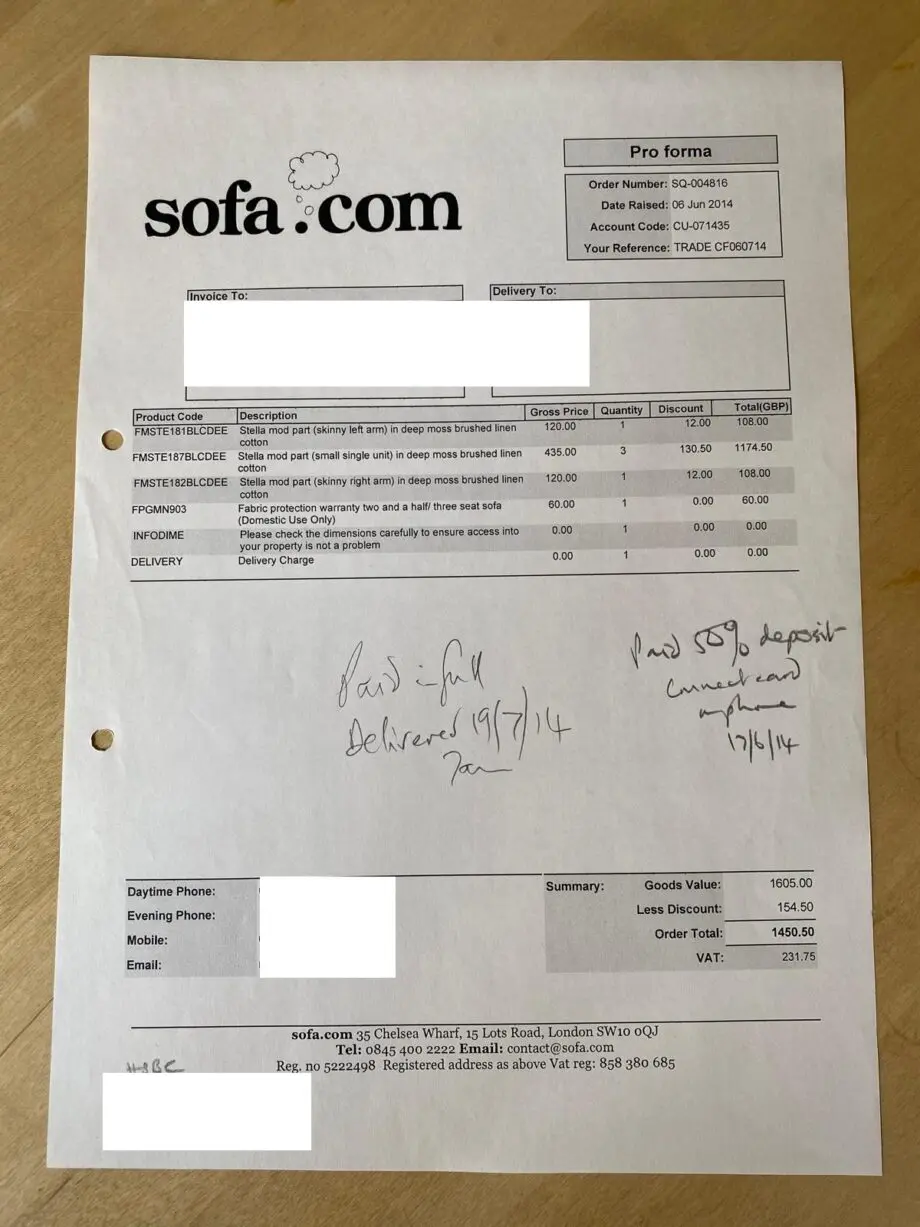 sofa.com
Pro forma
Order Number: SQ-004816
Date Raised: 06 Jun 2014
Account Code: CU-071435
Your Reference: TRADE CF060714
Invoice To:
Delivery To:
Product Code Description Gross Price Quantity Discount Total(GBP)
FMSTE181BLCDEE Stella mod part (skinny left arm) in deep moss brushed linen 120.00 1 12.00 108.00
cotton
FMSTE187BLCDEE Stella mod part (small single unit) in deep moss brushed linen 435.00 3 130.50 1174.50
cotton
FMSTE182BLCDEE Stella mod part (skinny right arm) in deep moss brushed linen 120.00 1 12.00 108.00
cotton
FPGMN903 Fabric protection warranty two and a half/ three seat sofa 60.00 1 0.00 60.00
(Domestic Use Only)
INFODIME Please check the dimensions carefully to ensure access into 0.00 1 0.00 0.00
your property is not a problem
DELIVERY Delivery Charge 0.00 1 0.00 0.00
Paid in full
Delivered 19/7/14
Paid 50% deposit
Connect card
on phone
17/6/14
Daytime Phone:
Evening Phone:
Mobile:
Email:
Summary: Goods Value: 1605.00
Less Discount: 154.50
Order Total: 1450.50
VAT: 231.75
sofa.com 35 Chelsea Wharf, 15 Lots Road, London SW10 0QJ
Tel: 0845 400 2222 Email: contact@sofa.com
Reg. no 5222498 Registered address as above Vat reg: 858 380 685
HSBC